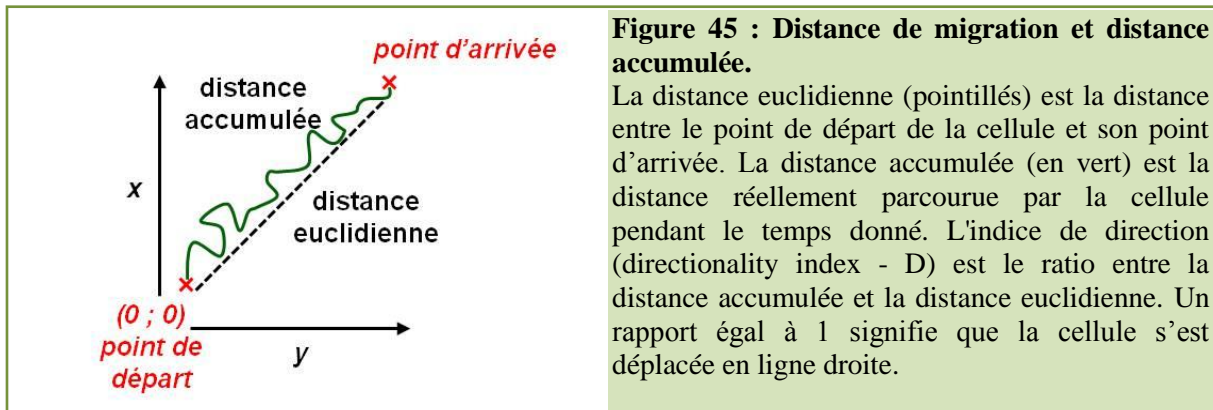 point d'arrivée
distance
accumulée
x
distance
euclidienne
(0 ; 0)
point de
départ
y
Figure 45 : Distance de migration et distance
accumulée.
La distance euclidienne (pointillés) est la distance
entre le point de départ de la cellule et son point
d’arrivée. La distance accumulée (en vert) est la
distance réellement parcourue par la cellule
pendant le temps donné. L'indice de direction
(directionality index - D) est le ratio entre la
distance accumulée et la distance euclidienne. Un
rapport égal à 1 signifie que la cellule s’est
déplacée en ligne droite.